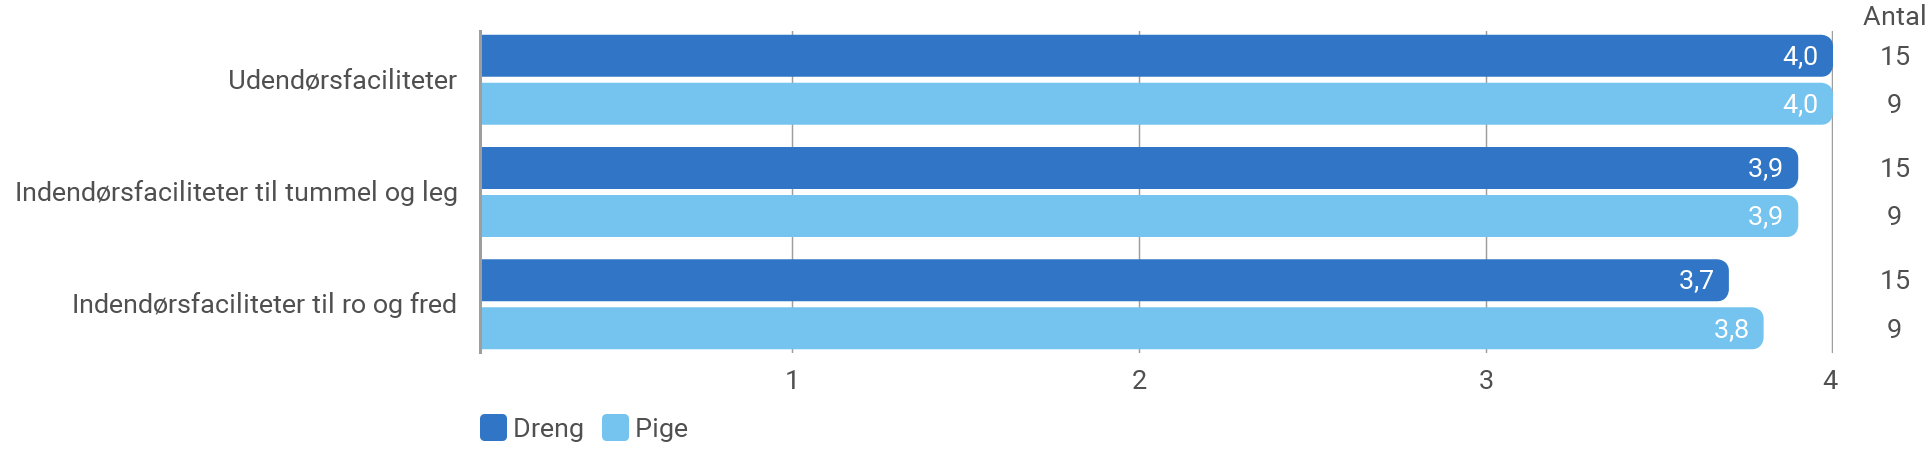 Antal
Udendørsfaciliteter
4,0 15
4,0 9
Indendørsfaciliteter til tummel og leg
3,9 15
3,9 9
Indendørsfaciliteter til ro og fred
3,7 15
3,8 9
1 2 3 4
Dreng Pige